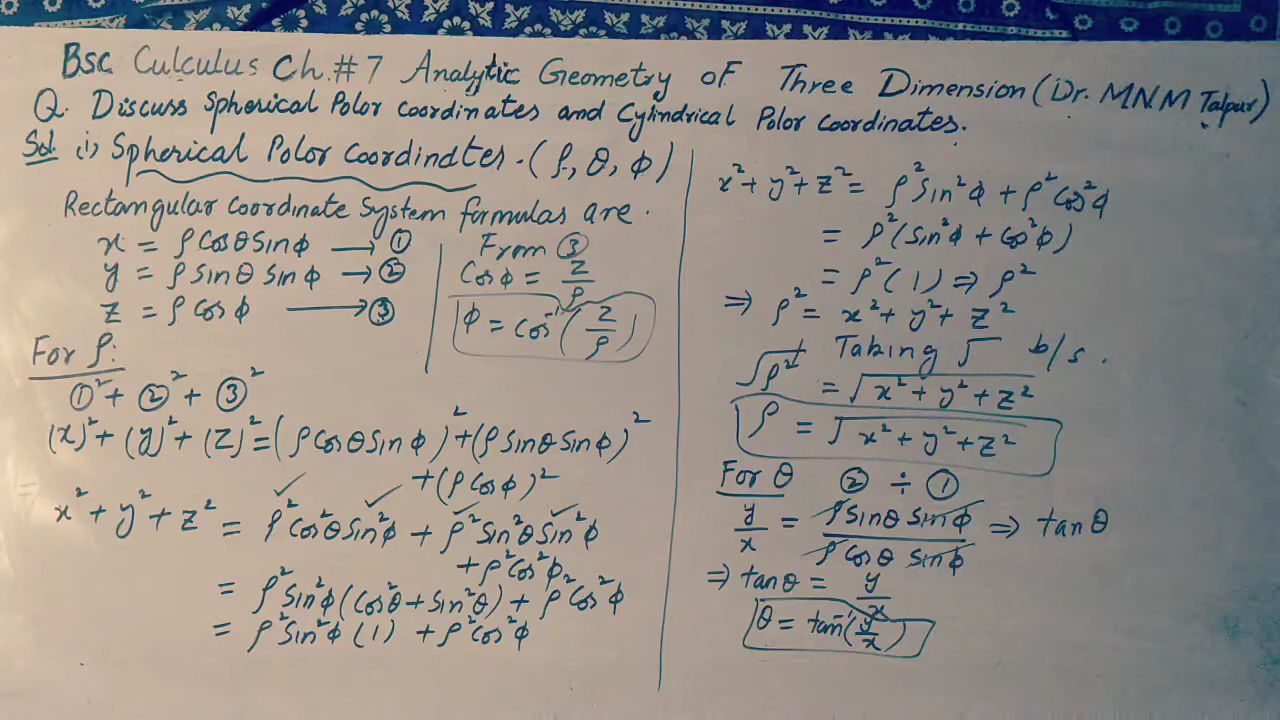 Bsc Culculus Ch.#7 Analytic Geometry of Three Dimension (Dr. MNM Talpur)
Q. Discuss Spherical Polor coordinates and Cylindrical Polor coordinates.
Sol. (i) Spherical Polor Coordindtes. (ρ, θ, φ)
Rectangular coordinate System formulas are.
x = ρ Cosθ Sinφ → ①
y = ρ Sinθ Sinφ → ②
z = ρ Cosφ → ③
From ③
Cosφ = z/ρ
φ = Cos⁻¹(z/ρ)
For ρ:
①² + ②² + ③²
(x)² + (y)² + (z)² = (ρ Cosθ Sinφ)² + (ρ Sinθ Sinφ)²
+ (ρ Cosφ)²
x² + y² + z² = ρ² Cos²θ Sin²φ + ρ² Sin²θ Sin²φ
+ ρ² Cos²φ
= ρ² Sin²φ (Cos²θ + Sin²θ) + ρ² Cos²φ
= ρ² Sin²φ (1) + ρ² Cos²φ
x² + y² + z² = ρ² Sin²φ + ρ² Cos²φ
= ρ² (Sin²φ + Cos²φ)
= ρ² (1) ⇒ ρ²
⇒ ρ² = x² + y² + z²
Taking √ b/s.
√ρ² = √x² + y² + z²
ρ = √x² + y² + z²
For θ ② ÷ ①
y/x = ρ Sinθ Sinφ / ρ Cosθ Sinφ ⇒ tanθ
⇒ tanθ = y/x
θ = tan⁻¹(y/x)